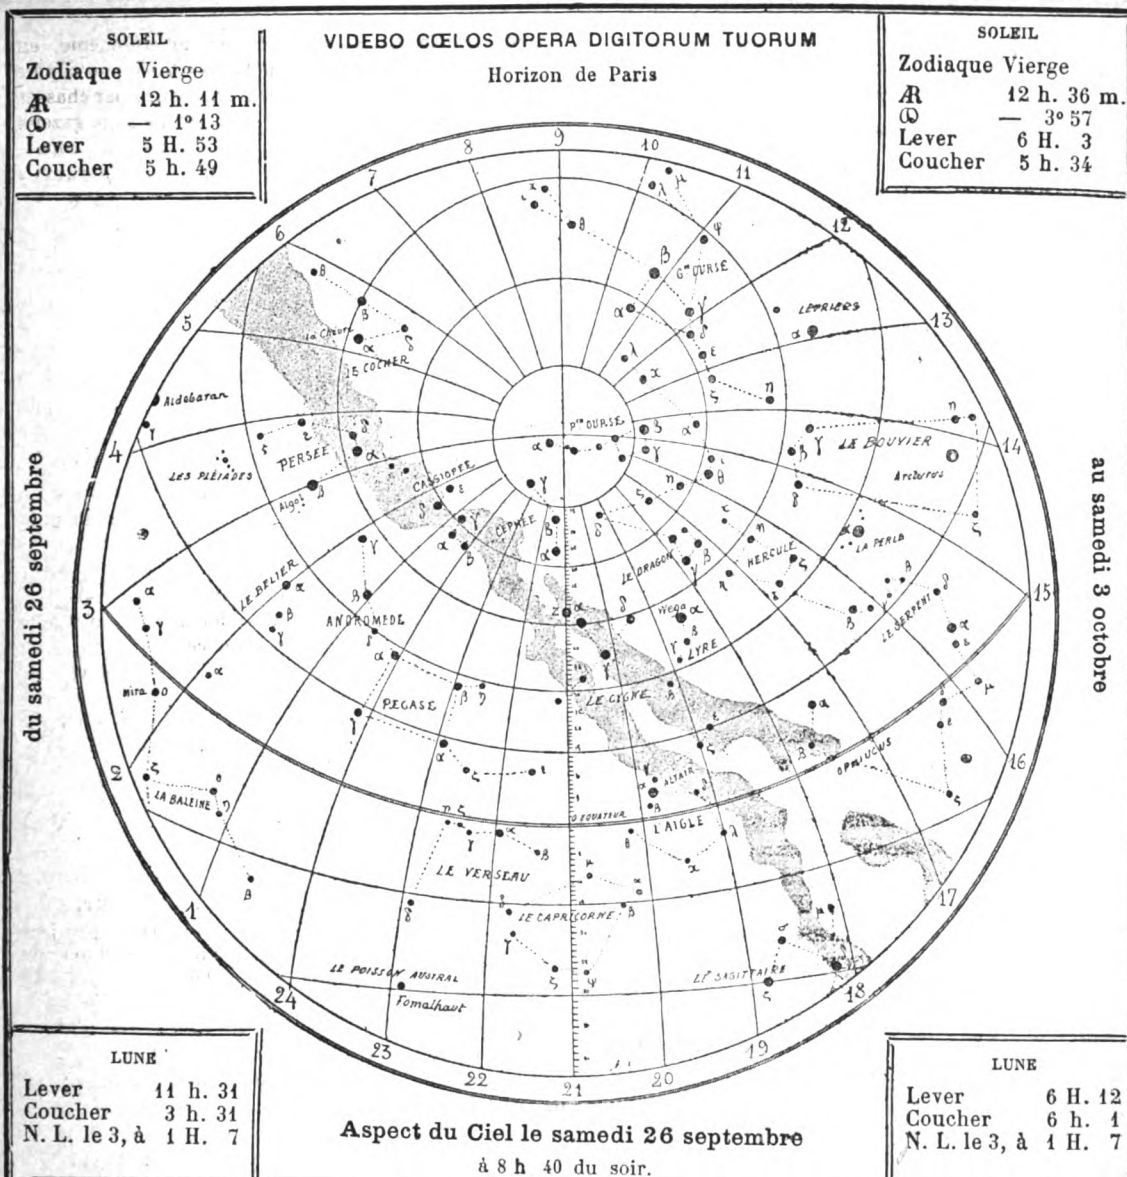 SOLEIL
Zodiaque Vierge
ÆR 12 h. 11 m.
— 1° 13
Lever 5 H. 53
Coucher 5 h. 49
VIDEBO CŒLOS OPERA DIGITORUM TUORUM
Horizon de Paris
SOLEIL
Zodiaque Vierge
ÆR 12 h. 36 m.
— 3° 57
Lever 6 H. 3
Coucher 5 h. 34
du samedi 26 septembre
au samedi 3 octobre
9
8
10
7
11
6
12
5
13
4
14
3
15
2
16
1
17
24
18
23
19
22
20
21
ι
θ
λ
μ
ψ
β
Gde OURSE
γ
δ
ε
ζ
η
λ
χ
LEVRIERS
α
θ
β
La Chèvre
α
δ
LE COCHER
Aldebaran
γ
LES PLÉIADES
ζ
ε
δ
PERSÉE
α
Algol
β
Pte OURSE
α
β
γ
CASSIOPÉE
ε
δ
γ
α
β
CÉPHÉE
γ
β
α
δ
ζ
η
θ
ι
LE DRAGON
β
γ
δ
LE BOUVIER
η
β
γ
δ
Arcturus
α
LA PERLE
HERCULE
η
ζ
ε
β
LE SERPENT
β
δ
α
ε
LE BÉLIER
α
β
γ
ANDROMÈDE
γ
β
δ
α
Z
α
γ
Wega α
β
γ
LYRE
LE CYGNE
β
PEGASE
β
η
γ
α
ζ
ι
α
γ
Mira
ο
α
ζ
θ
η
LA BALEINE
β
ε
ζ
α
β
OPHIUCUS
δ
ε
μ
ζ
γ
ALTAÏR
α
β
L'AIGLE
θ
λ
χ
O EQUATEUR
η ζ
γ
α
β
LE VERSEAU
δ
μ
α
β
LE CAPRICORNE
δ
γ
ζ
ψ
LE POISSON AUSTRAL
Fomalhaut
LE SAGITTAIRE
σ
μ
ζ
LUNE
Lever 11 h. 31
Coucher 3 h. 31
N. L. le 3, à 1 H. 7
Aspect du Ciel le samedi 26 septembre
à 8 h 40 du soir.
LUNE
Lever 6 H. 12
Coucher 6 h. 1
N. L. le 3, à 1 H. 7